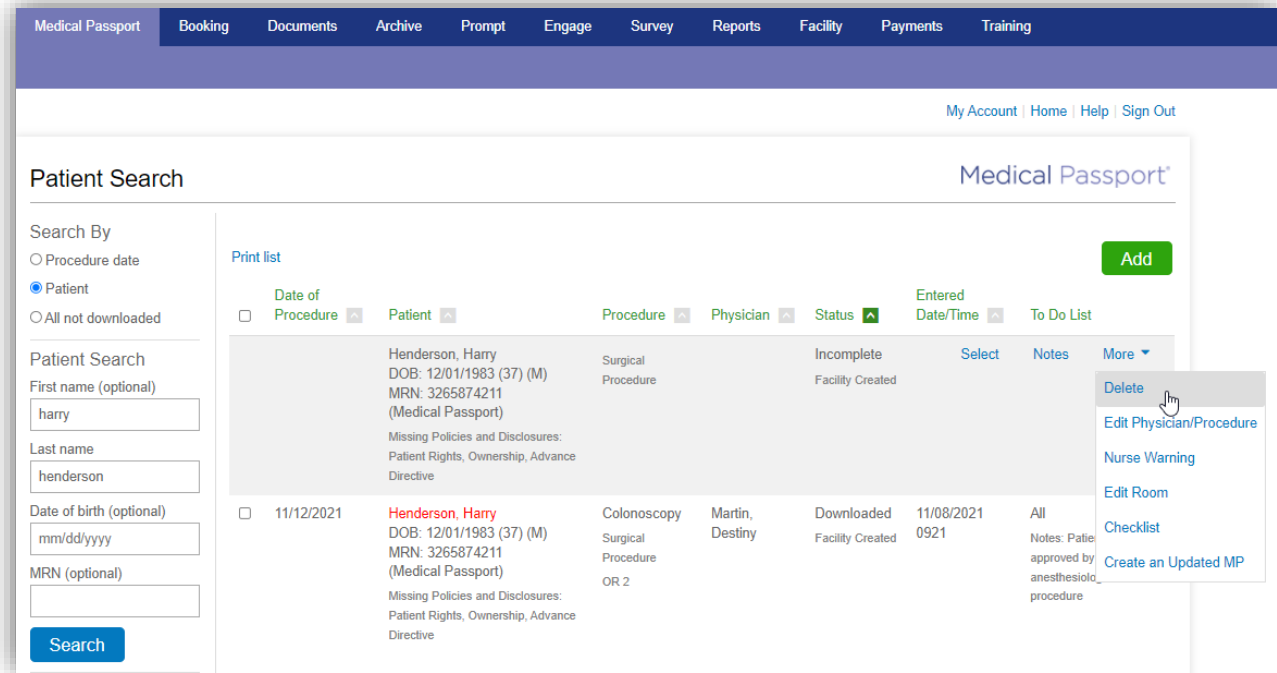 Medical Passport Booking Documents Archive Prompt Engage Survey Reports Facility Payments Training
My Account | Home | Help | Sign Out
Patient Search
Medical Passport
Search By
Procedure date
Patient
All not downloaded
Patient Search
First name (optional)
harry
Last name
henderson
Date of birth (optional)
mm/dd/yyyy
MRN (optional)
Search
Print list
Add
Date of
Procedure
Patient
Procedure
Physician
Status
Entered
Date/Time
To Do List
Henderson, Harry
DOB: 12/01/1983 (37) (M)
MRN: 3265874211
(Medical Passport)
Missing Policies and Disclosures:
Patient Rights, Ownership, Advance
Directive
Surgical
Procedure
Incomplete
Facility Created
Select
Notes
More
Delete
Edit Physician/Procedure
Nurse Warning
Edit Room
Checklist
Create an Updated MP
11/12/2021
Henderson, Harry
DOB: 12/01/1983 (37) (M)
MRN: 3265874211
(Medical Passport)
Missing Policies and Disclosures:
Patient Rights, Ownership, Advance
Directive
Colonoscopy
Surgical
Procedure
OR 2
Martin,
Destiny
Downloaded
Facility Created
11/08/2021
0921
All
Notes:
approved by
procedure